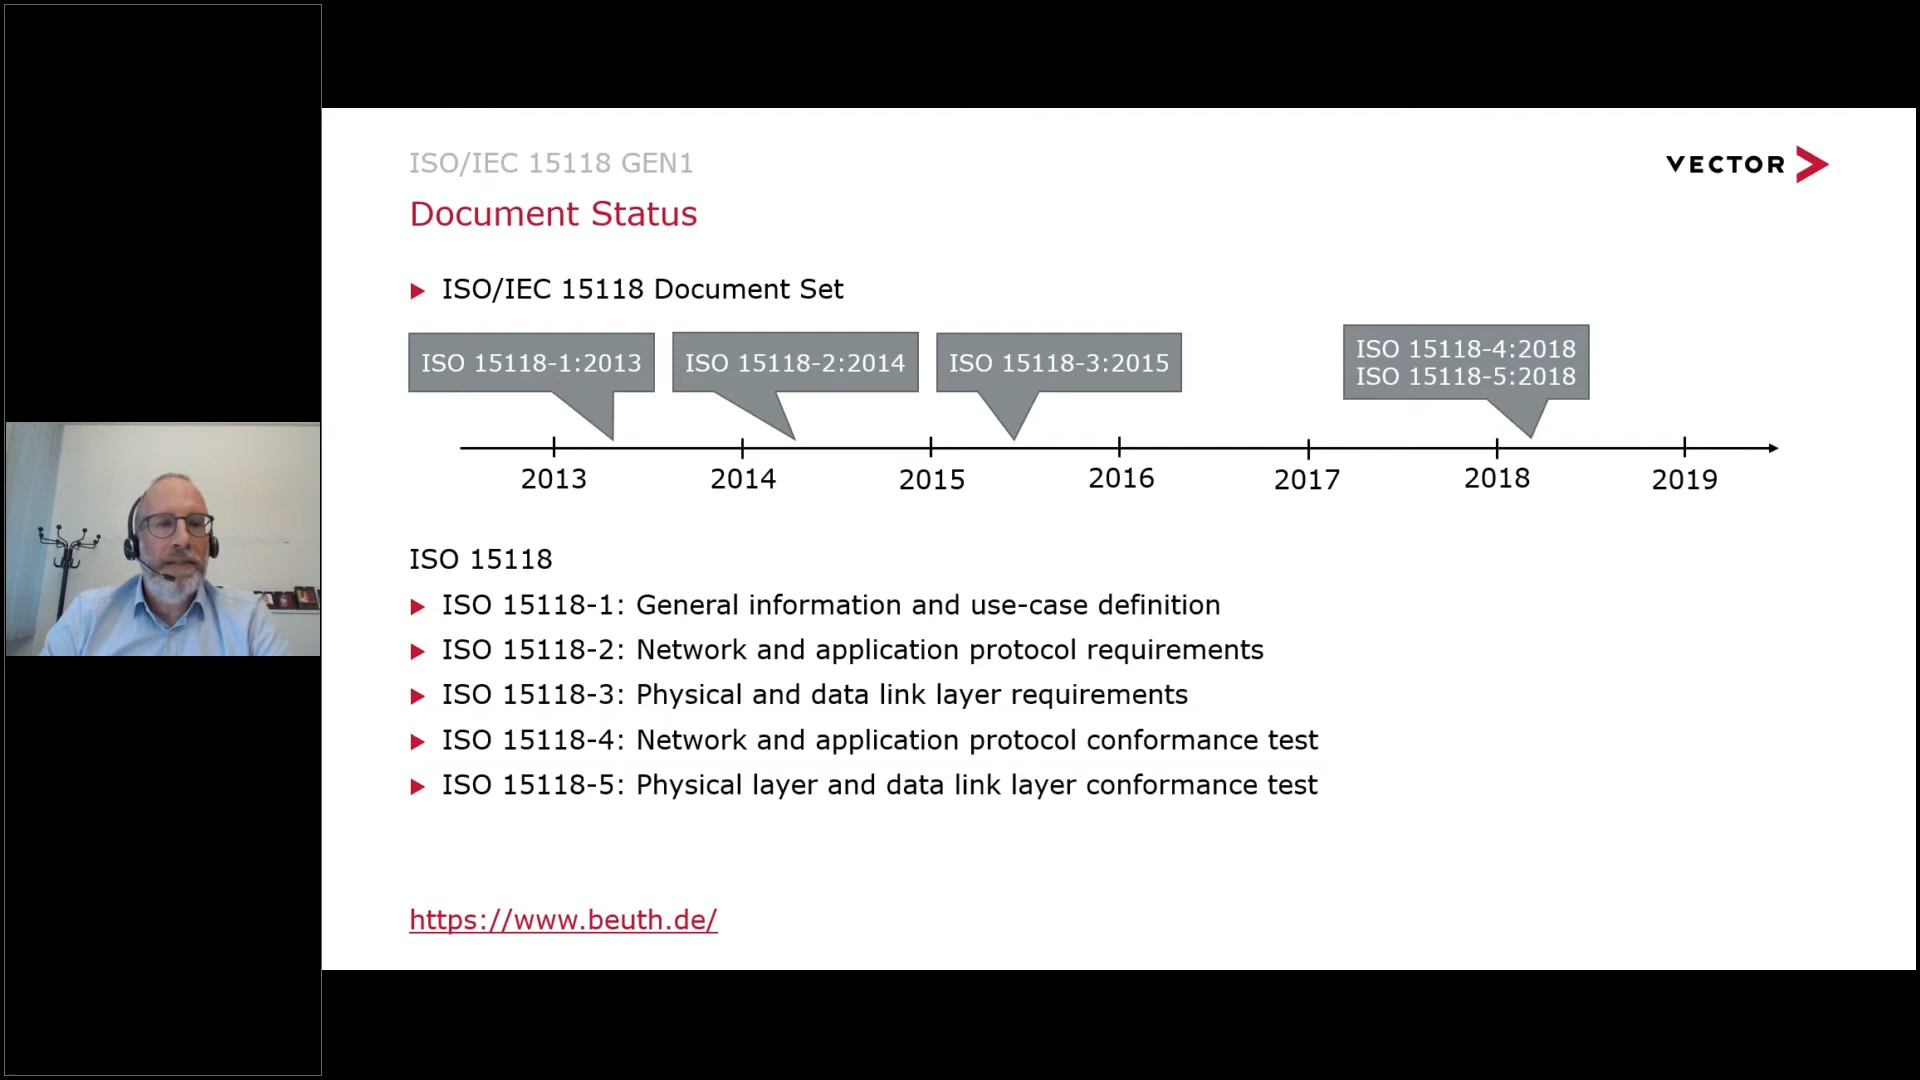 ISO/IEC 15118 GEN1
VECTOR
Document Status
ISO/IEC 15118 Document Set
ISO 15118-1:2013
ISO 15118-2:2014
ISO 15118-3:2015
ISO 15118-4:2018
ISO 15118-5:2018
2013
2014
2015
2016
2017
2018
2019
ISO 15118
ISO 15118-1: General information and use-case definition
ISO 15118-2: Network and application protocol requirements
ISO 15118-3: Physical and data link layer requirements
ISO 15118-4: Network and application protocol conformance test
ISO 15118-5: Physical layer and data link layer conformance test
https://www.beuth.de/